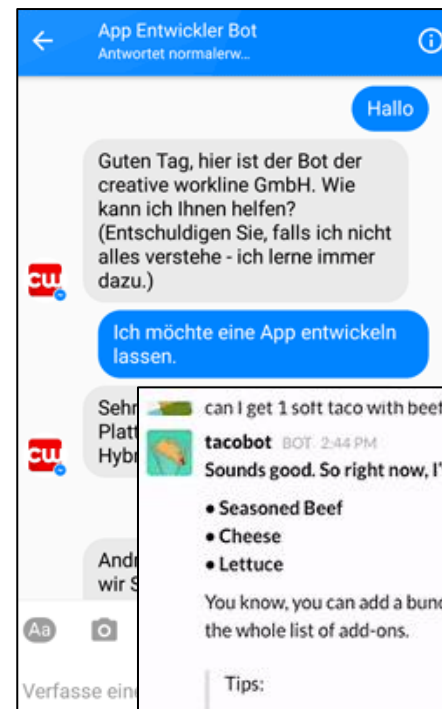 App Entwickler Bot
Antwortet normalerw...
Hallo
Guten Tag, hier ist der Bot der
creative workline GmbH. Wie
kann ich Ihnen helfen?
(Entschuldigen Sie, falls ich nicht
alles verstehe - ich lerne immer
dazu.)
cw
Ich möchte eine App entwickeln
lassen.
Sehr
Platt
Hybr
cw
Andr
wir S
Aa
Verfasse eine
can I get 1 soft taco with beef
tacobot BOT 2:44 PM
Sounds good. So right now, I'
• Seasoned Beef
• Cheese
• Lettuce
You know, you can add a bunc
the whole list of add-ons.
Tips: